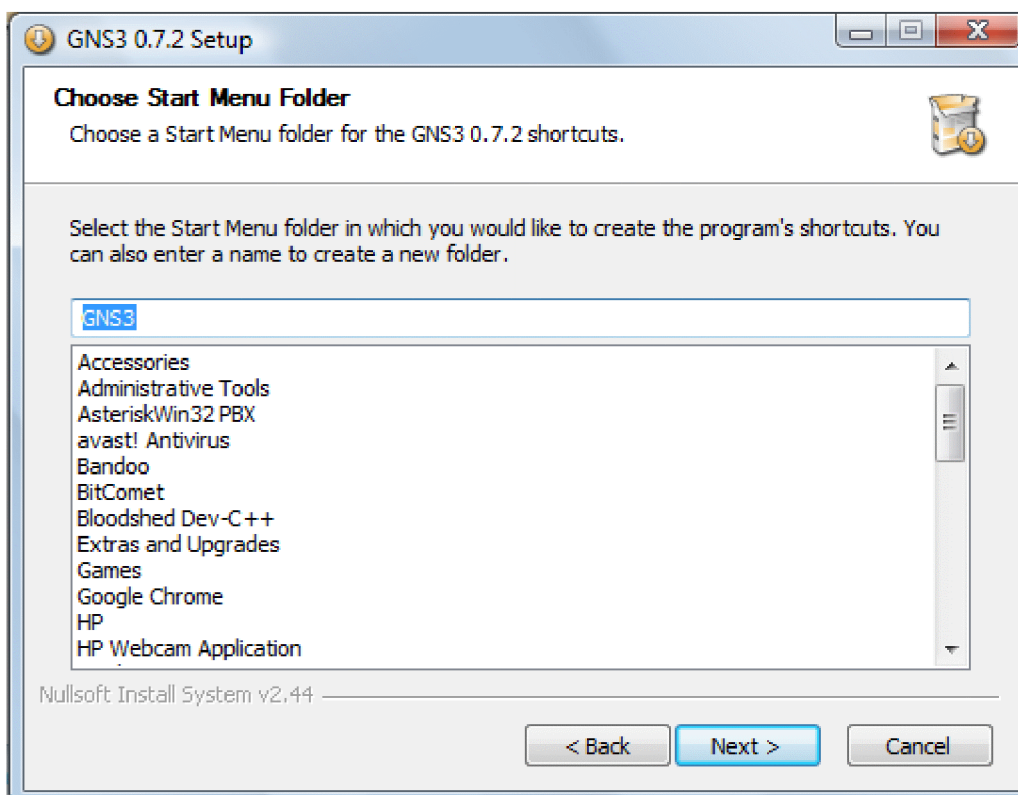 GNS3 0.7.2 Setup
Choose Start Menu Folder
Choose a Start Menu folder for the GNS3 0.7.2 shortcuts.
Select the Start Menu folder in which you would like to create the program's shortcuts. You
can also enter a name to create a new folder.
GNS3
Accessories
Administrative Tools
AsteriskWin32 PBX
avast! Antivirus
Bandoo
BitComet
Bloodshed Dev-C++
Extras and Upgrades
Games
Google Chrome
HP
HP Webcam Application
Nullsoft Install System v2.44
< Back
Next >
Cancel